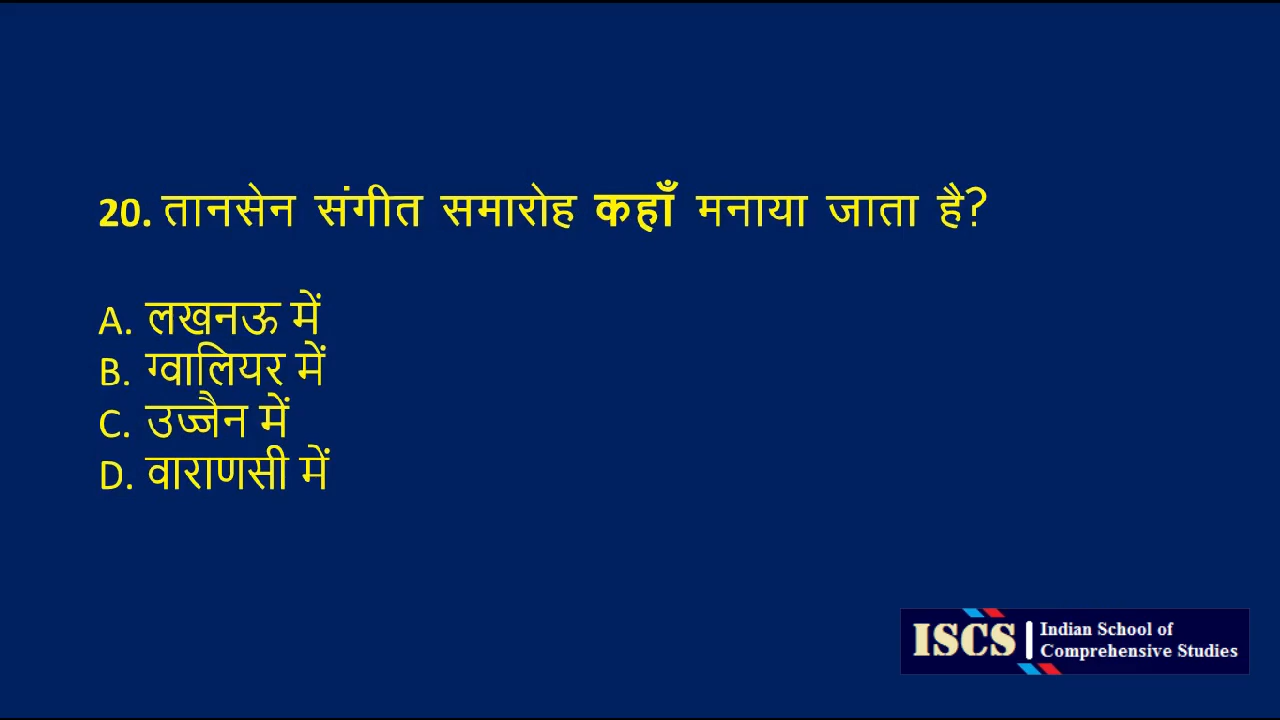 20. तानसेन संगीत समारोह कहाँ मनाया जाता है?
A. लखनऊ में
B. ग्वालियर में
C. उज्जैन में
D. वाराणसी में
ISCS
Indian School of
Comprehensive Studies